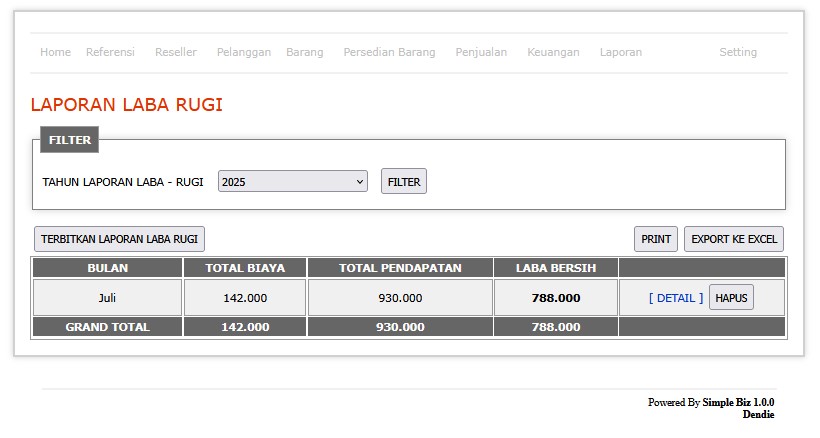 Home Referensi Reseller Pelanggan Barang Persedian Barang Penjualan Keuangan Laporan Setting
LAPORAN LABA RUGI
FILTER
TAHUN LAPORAN LABA - RUGI 2025 FILTER
TERBITKAN LAPORAN LABA RUGI PRINT EXPORT KE EXCEL
BULAN TOTAL BIAYA TOTAL PENDAPATAN LABA BERSIH
Juli 142.000 930.000 788.000 [ DETAIL ] HAPUS
GRAND TOTAL 142.000 930.000 788.000
Powered By Simple Biz 1.0.0
Dendie